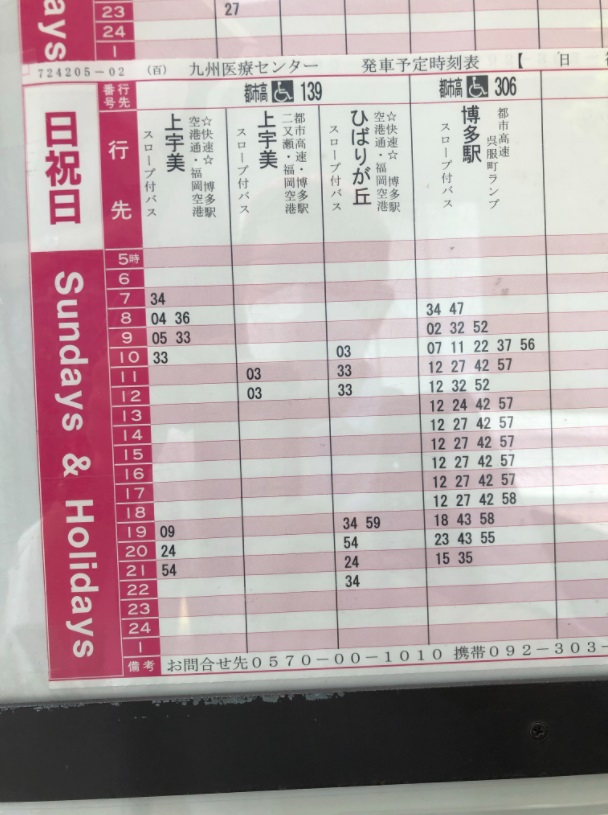 ays
23 27
24
1
724205-02 (百) 九州医療センター 発車予定時刻表 【 日
日祝日
Sundays & Holidays
行先番号
都市高 139
都市高 306
行先
☆快速☆ 博多駅
空港通・福岡空港
上宇美
スロープ付バス
都市高速・博多駅
二又瀬・福岡空港
上宇美
スロープ付バス
☆快速☆ 博多駅
空港通・福岡空港
ひばりが丘
スロープ付バス
都市高速
呉服町ランプ
博多駅
スロープ付バス
5時
6
7 34
8 04 36 34 47
9 05 33 02 32 52
10 33 03 07 11 22 37 56
11 03 33 12 27 42 57
12 03 33 12 32 52
13 12 24 42 57
14 12 27 42 57
15 12 27 42 57
16 12 27 42 57
17 12 27 42 57
18 12 27 42 58
19 09 34 59 18 43 58
20 24 54 23 43 55
21 54 24 15 35
22 34
23
24
1
備考 お問合せ先0570-00-1010 携帯092-303-